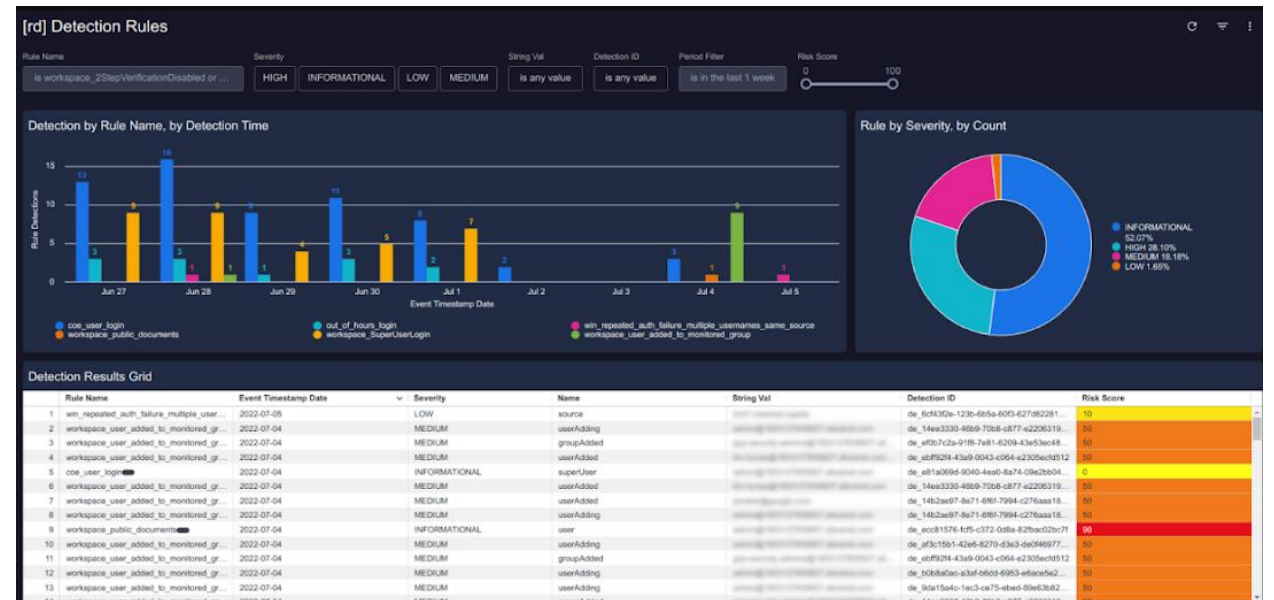 [rd] Detection Rules
Rule Name Severity String Val Detection ID Period Filter Risk Score
is workspace_2StepVerificationDisabled or ... HIGH INFORMATIONAL LOW MEDIUM is any value is any value is in the last 1 week 0 100
Detection by Rule Name, by Detection Time
15
10
5
0
Rule Detections
13 3 9
16 3 1 9 1
9 1 4
11 3 5
8 2 7
2
3 1 9
1
Jun 27 Jun 28 Jun 29 Jun 30 Jul 1 Jul 2 Jul 3 Jul 4 Jul 5
Event Timestamp Date
coe_user_login out_of_hours_login win_repeated_auth_failure_multiple_usernames_same_source
workspace_public_documents workspace_SuperUserLogin workspace_user_added_to_monitored_group
Rule by Severity, by Count
INFORMATIONAL
52.07%
HIGH 28.10%
MEDIUM 18.18%
LOW 1.65%
Detection Results Grid
Rule Name Event Timestamp Date Severity Name String Val Detection ID Risk Score
1 win_repeated_auth_failure_multiple_user... 2022-07-05 LOW source 10
2 workspace_user_added_to_monitored_gr... 2022-07-04 MEDIUM userAdding de_14ea3330-46b9-70b8-c877-e2206319... 50
3 workspace_user_added_to_monitored_gr... 2022-07-04 MEDIUM groupAdded de_ef0b7c2a-91f8-7e81-6209-43e53ec48... 50
4 workspace_user_added_to_monitored_gr... 2022-07-04 MEDIUM userAdded de_ebff92f4-43a9-0043-c064-e2305ecfd512 50
5 coe_user_login 2022-07-04 INFORMATIONAL superUser de_e81a069d-9040-4ea0-8a74-09e2bb04... 0
6 workspace_user_added_to_monitored_gr... 2022-07-04 MEDIUM userAdded de_14ea3330-46b9-70b8-c877-e2206319... 50
7 workspace_user_added_to_monitored_gr... 2022-07-04 MEDIUM userAdded de_14b2ae97-8e71-6f6f-7994-c276aaa18... 50
8 workspace_user_added_to_monitored_gr... 2022-07-04 MEDIUM userAdding de_14b2ae97-8e71-6f6f-7994-c276aaa18... 50
9 workspace_public_documents 2022-07-04 INFORMATIONAL user de_ecc81576-fcf5-c372-0d8a-82fbac02bc7f 90
10 workspace_user_added_to_monitored_gr... 2022-07-04 MEDIUM userAdding de_af3c15b1-42e6-8270-d3e3-de0f46977... 50
11 workspace_user_added_to_monitored_gr... 2022-07-04 MEDIUM groupAdded de_ebff92f4-43a9-0043-c064-e2305ecfd512 50
12 workspace_user_added_to_monitored_gr... 2022-07-04 MEDIUM userAdding de_b0b8a0ac-a3af-b6dd-6953-e6ace5e2... 50
13 workspace_user_added_to_monitored_gr... 2022-07-04 MEDIUM userAdding de_9da15a4c-1ec3-ce75-ebed-89e63b82... 50